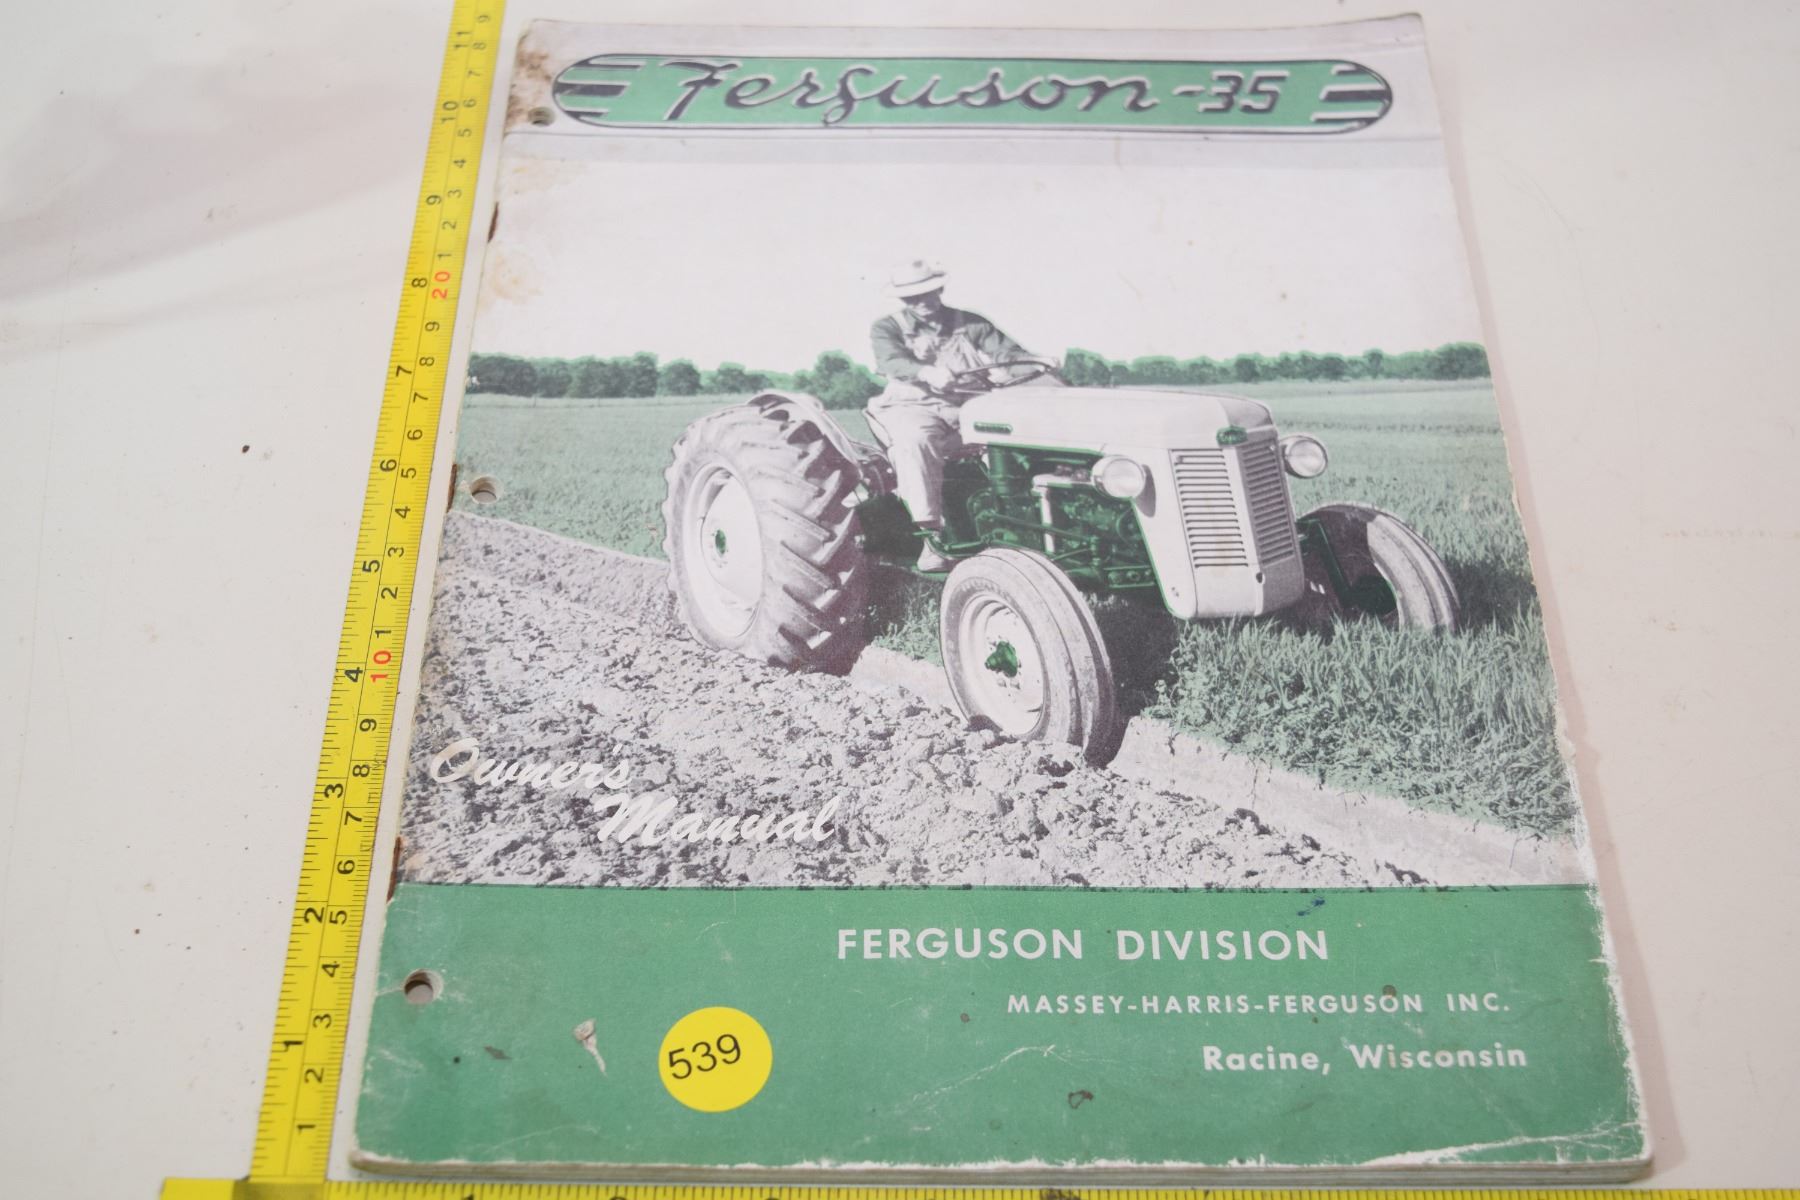 Ferguson-35
Owner's
Manual
FERGUSON DIVISION
MASSEY-HARRIS-FERGUSON INC.
Racine, Wisconsin
539